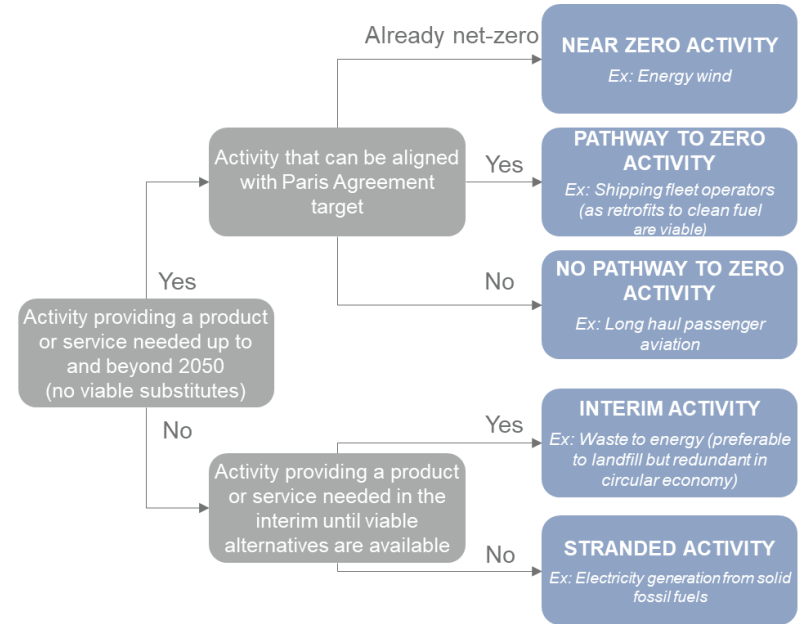 Already net-zero
NEAR ZERO ACTIVITY
Ex: Energy wind
Activity that can be aligned
with Paris Agreement
target
Yes
PATHWAY TO ZERO
ACTIVITY
Ex: Shipping fleet operators
(as retrofits to clean fuel
are viable)
No
NO PATHWAY TO ZERO
ACTIVITY
Ex: Long haul passenger
aviation
Yes
Activity providing a product
or service needed up to
and beyond 2050
(no viable substitutes)
No
Activity providing a product
or service needed in the
interim until viable
alternatives are available
Yes
INTERIM ACTIVITY
Ex: Waste to energy (preferable
to landfill but redundant in
circular economy)
No
STRANDED ACTIVITY
Ex: Electricity generation from solid
fossil fuels